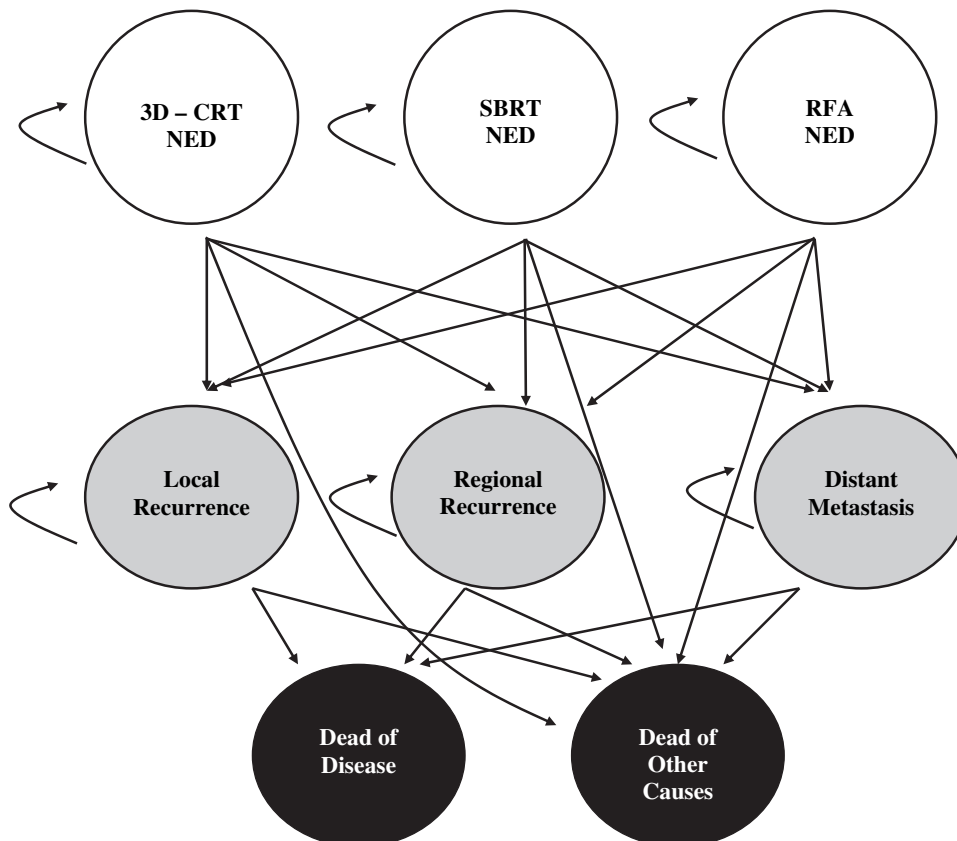 3D – CRT
NED
SBRT
NED
RFA
NED
Local
Recurrence
Regional
Recurrence
Distant
Metastasis
Dead of
Disease
Dead of
Other
Causes